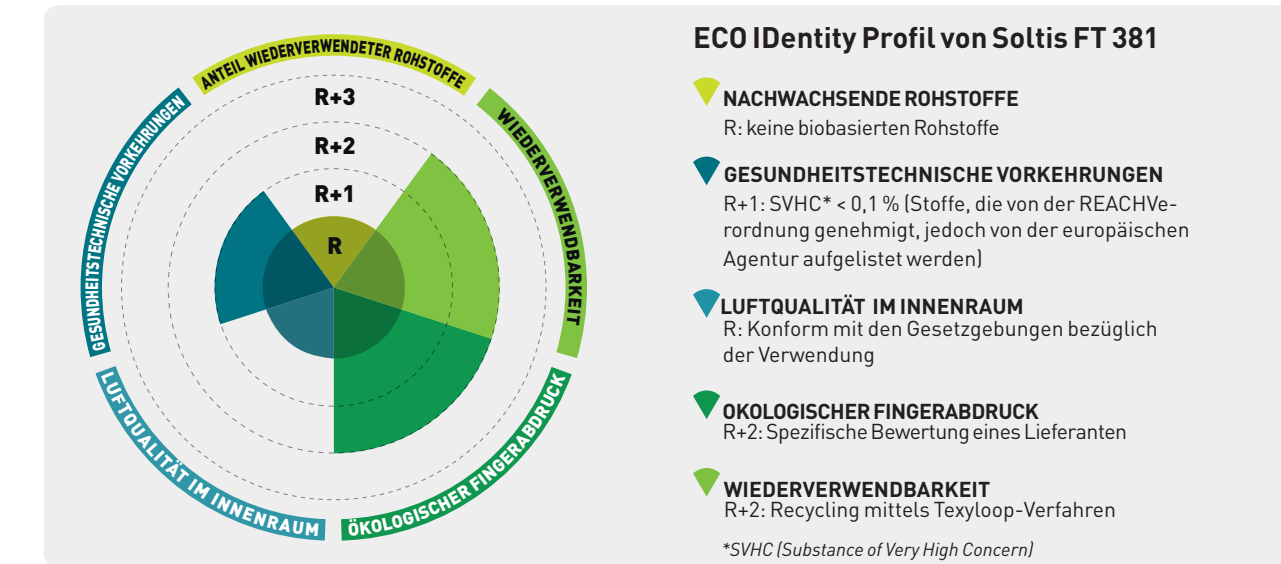 ANTEIL WIEDERVERWENDETER ROHSTOFFE
WIEDERVERWENDBARKEIT
ÖKOLOGISCHER FINGERABDRUCK
LUFTQUALITÄT IM INNENRAUM
GESUNDHEITSTECHNISCHE VORKEHRUNGEN
R+3
R+2
R+1
R
ECO IDentity Profil von Soltis FT 381
NACHWACHSENDE ROHSTOFFE
R: keine biobasierten Rohstoffe
GESUNDHEITSTECHNISCHE VORKEHRUNGEN
R+1: SVHC* < 0,1 % (Stoffe, die von der REACHVe-
rordnung genehmigt, jedoch von der europäischen
Agentur aufgelistet werden)
LUFTQUALITÄT IM INNENRAUM
R: Konform mit den Gesetzgebungen bezüglich
der Verwendung
OKOLOGISCHER FINGERABDRUCK
R+2: Spezifische Bewertung eines Lieferanten
WIEDERVERWENDBARKEIT
R+2: Recycling mittels Texyloop-Verfahren
*SVHC (Substance of Very High Concern)